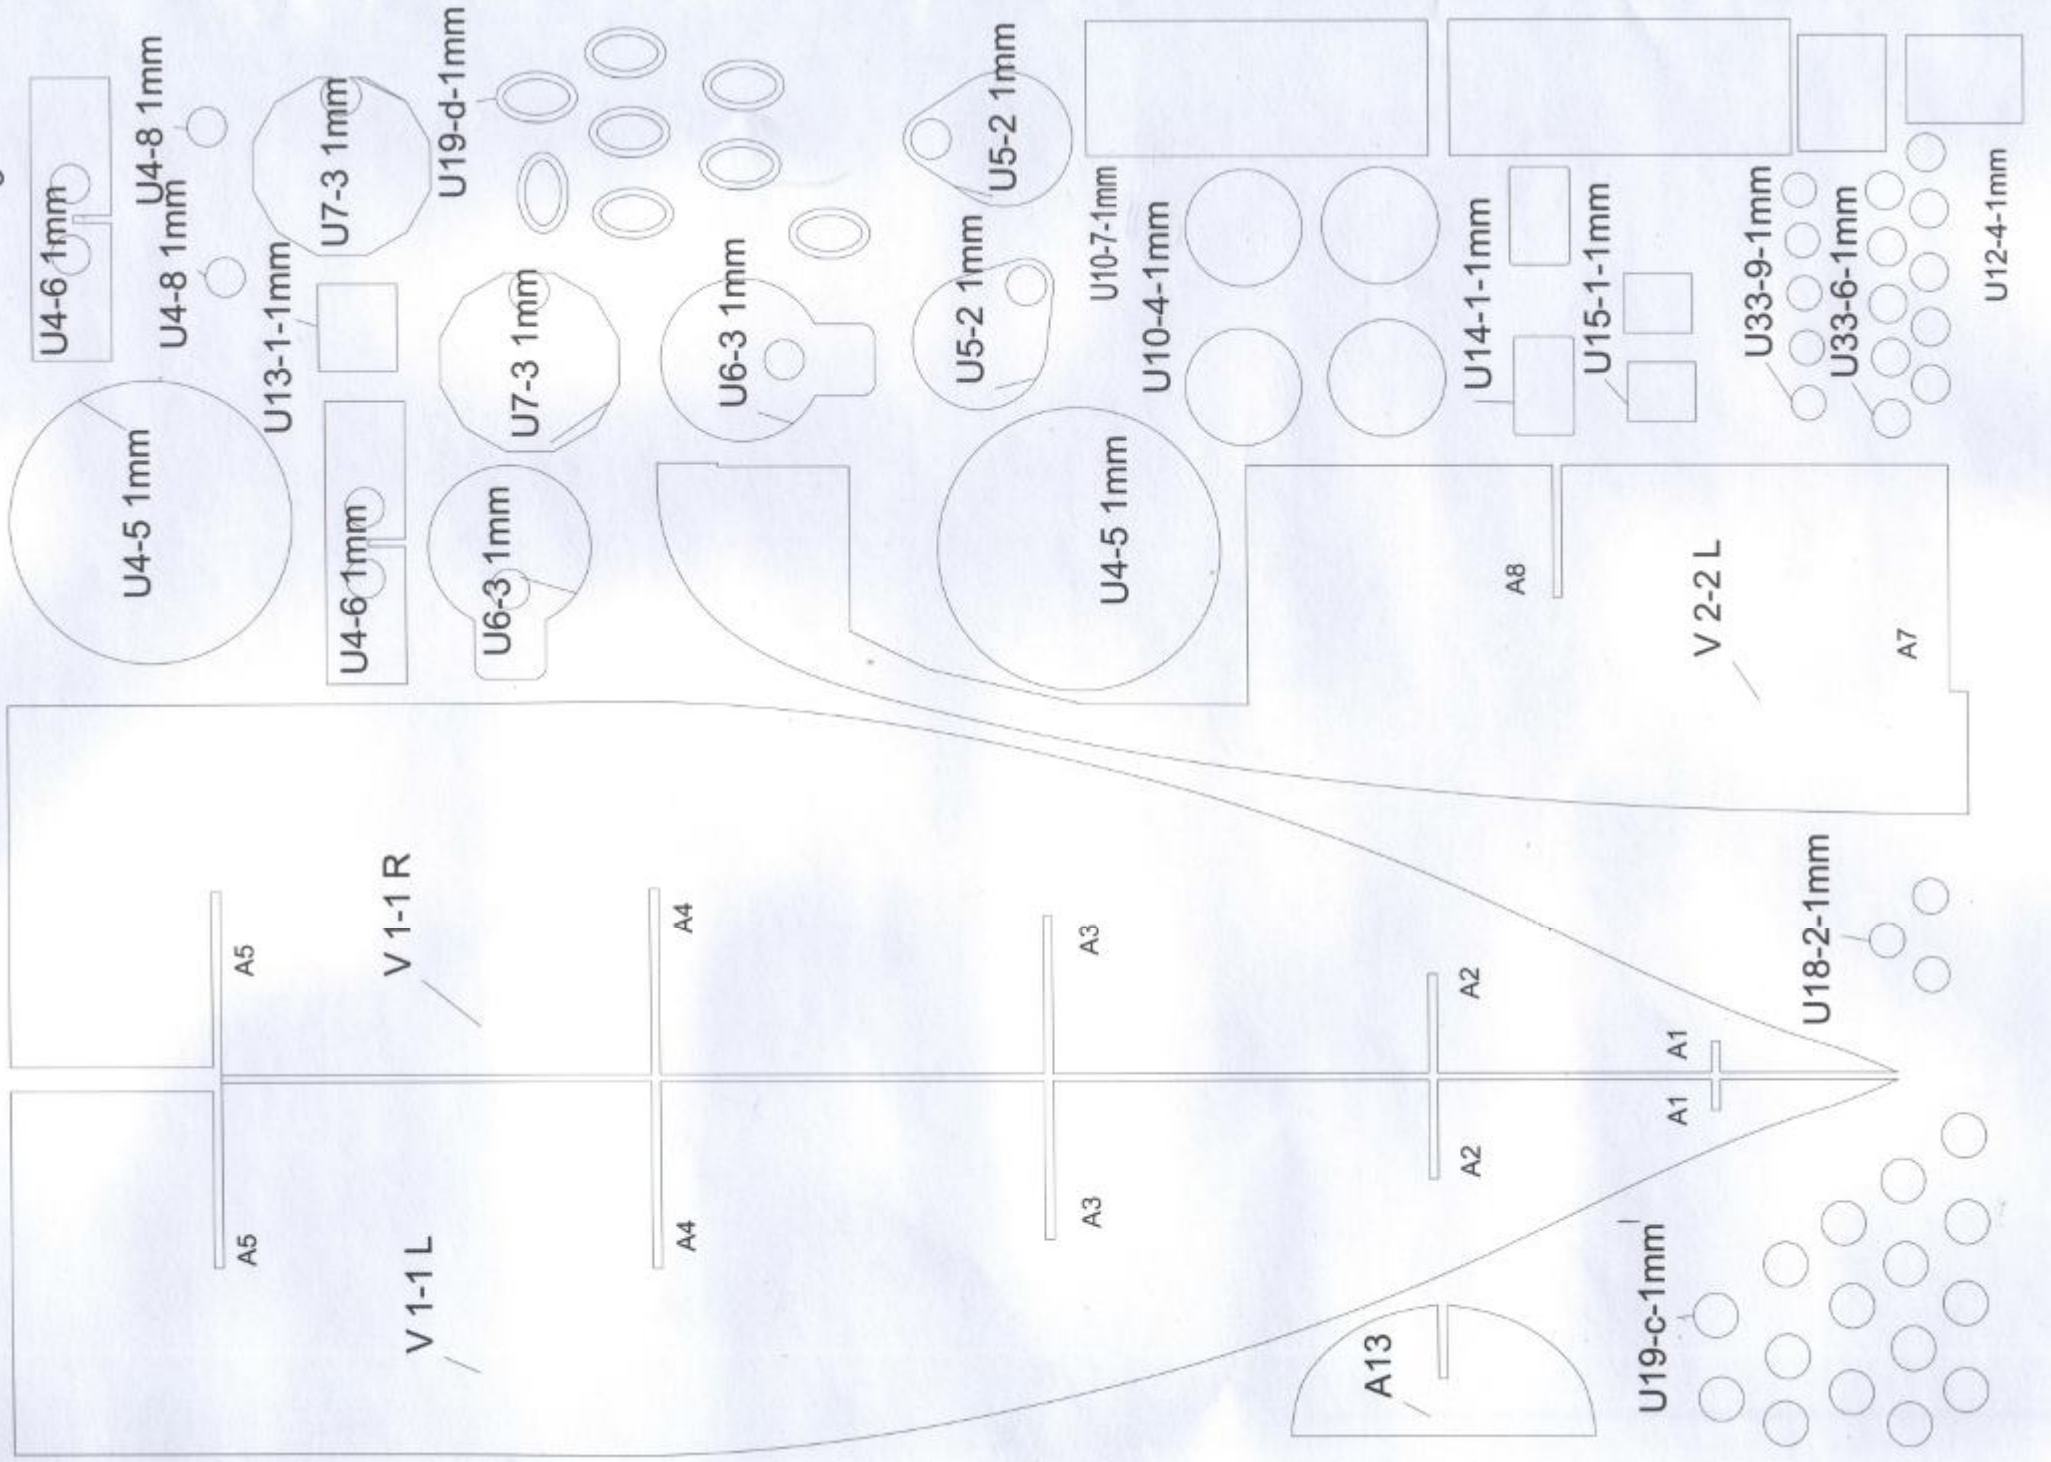 U4-6 1mm
U4-8 1mm
U4-8 1mm
U7-3 1mm
U19-d-1mm
U5-2 1mm
U13-1-1mm
U4-5 1mm
U7-3 1mm
U6-3 1mm
U5-2 1mm
U10-7-1mm
U10-4-1mm
U14-1-1mm
U15-1-1mm
U33-9-1mm
U33-6-1mm
U12-4-1mm
U4-6 1mm
U6-3 1mm
U4-5 1mm
A8
V 2-2 L
A7
V 1-1 R
A5
A4
A3
A2
A1
U18-2-1mm
V 1-1 L
A5
A4
A3
A2
A1
A13
U19-c-1mm